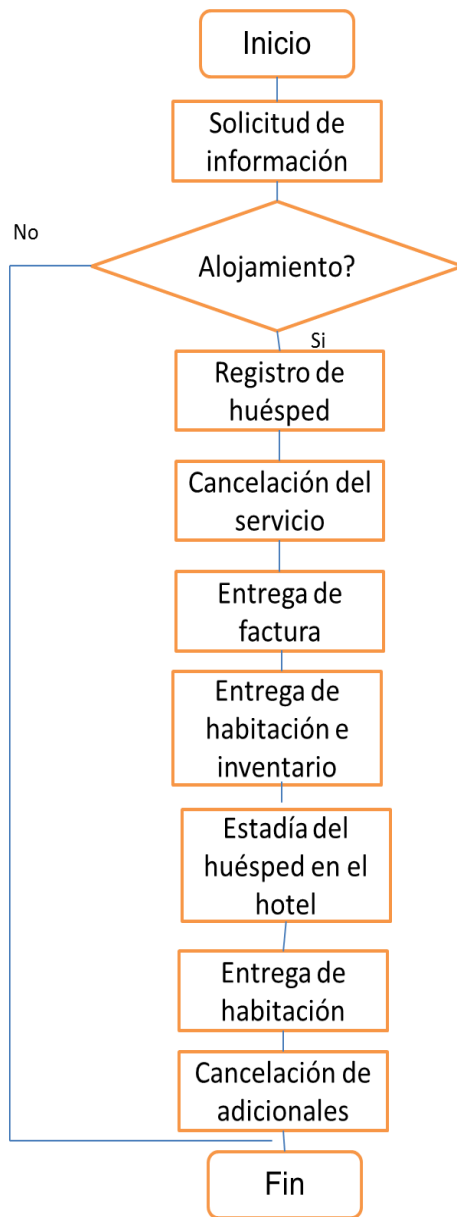 Inicio
Solicitud de
información
No
Alojamiento?
Si
Registro de
huésped
Cancelación del
servicio
Entrega de
factura
Entrega de
habitación e
inventario
Estadía del
huésped en el
hotel
Entrega de
habitación
Cancelación de
adicionales
Fin